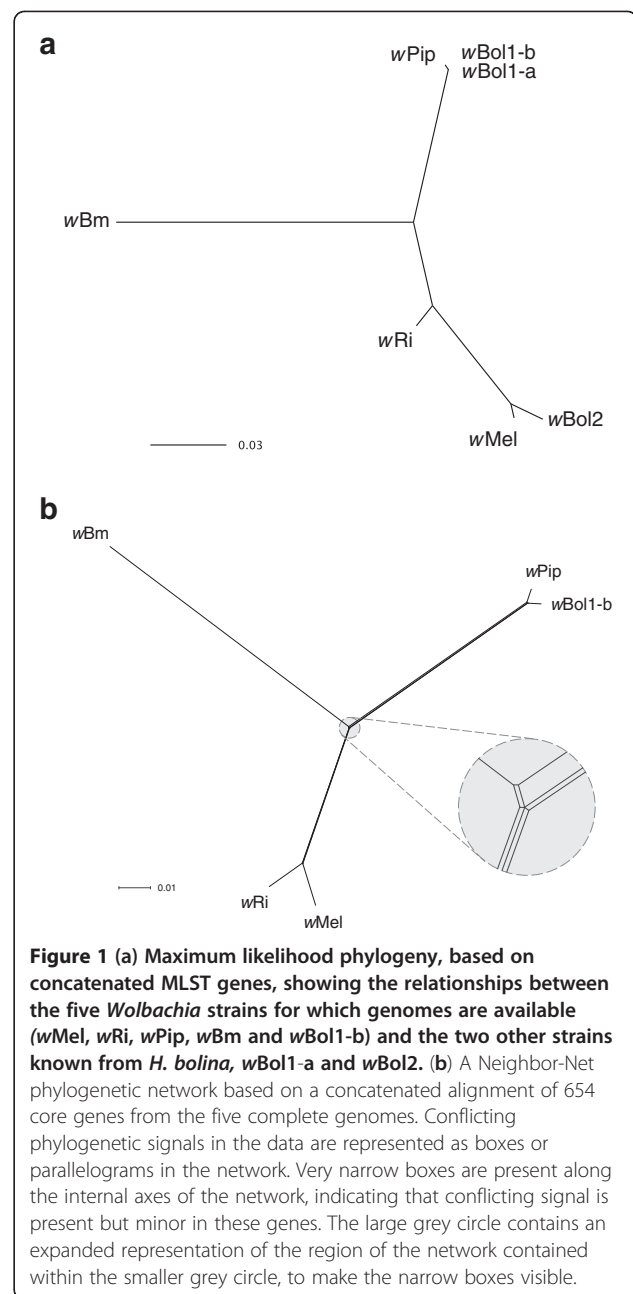 a
wPip wBol1-b
wBol1-a
wBm
wRi
wBol2
wMel
0.03
b
wBm
wPip
wBol1-b
wRi
wMel
0.01
Figure 1 (a) Maximum likelihood phylogeny, based on
concatenated MLST genes, showing the relationships between
the five Wolbachia strains for which genomes are available
(wMel, wRi, wPip, wBm and wBol1-b) and the two other strains
known from H. bolina, wBol1-a and wBol2. (b) A Neighbor-Net
phylogenetic network based on a concatenated alignment of 654
core genes from the five complete genomes. Conflicting
phylogenetic signals in the data are represented as boxes or
parallelograms in the network. Very narrow boxes are present along
the internal axes of the network, indicating that conflicting signal is
present but minor in these genes. The large grey circle contains an
expanded representation of the region of the network contained
within the smaller grey circle, to make the narrow boxes visible.